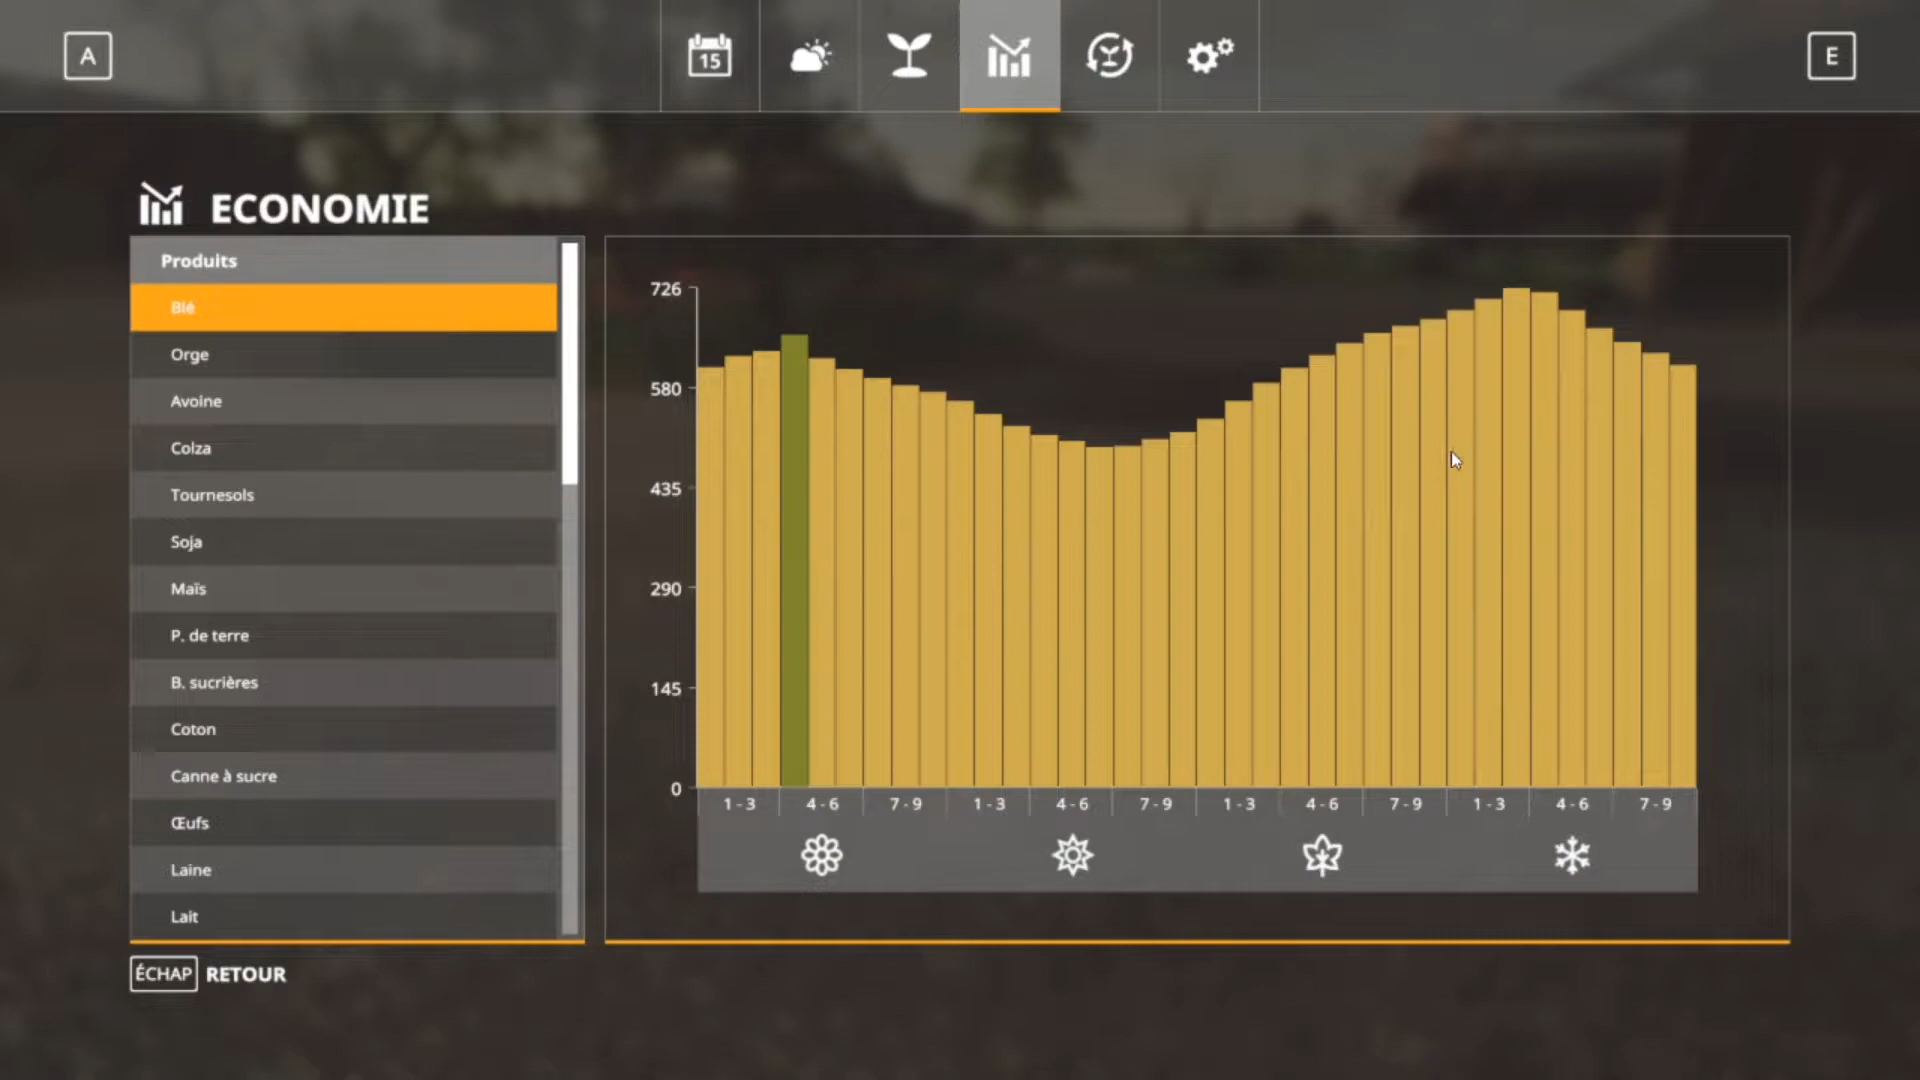 A
15
E
ECONOMIE
Produits
Blé
Orge
Avoine
Colza
Tournesols
Soja
Maïs
P. de terre
B. sucrières
Coton
Canne à sucre
Œufs
Laine
Lait
726
580
435
290
145
0
1 - 3 4 - 6 7 - 9 1 - 3 4 - 6 7 - 9 1 - 3 4 - 6 7 - 9 1 - 3 4 - 6 7 - 9
ÉCHAP RETOUR